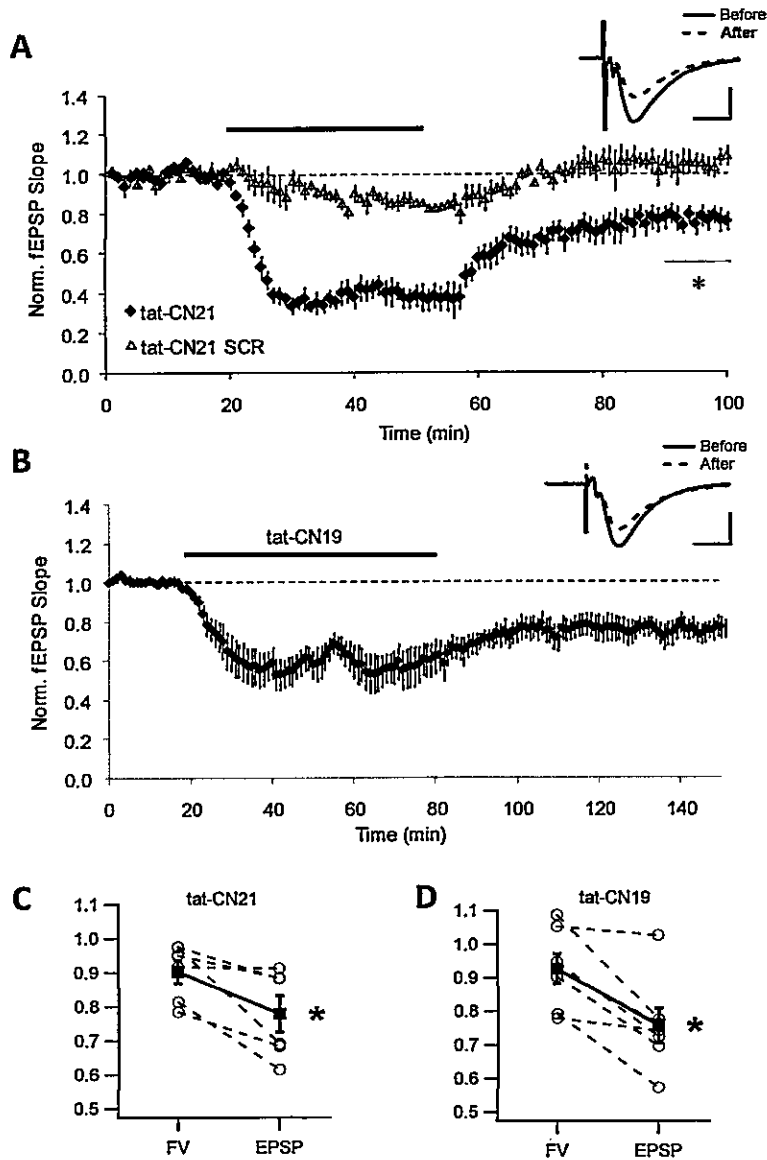 A
Before
After
Norm. fEPSP Slope
1.4
1.2
1.0
0.8
0.6
0.4
0.2
0.0
tat-CN21
tat-CN21 SCR
*
0
20
40
60
80
100
Time (min)
B
Before
After
tat-CN19
Norm. fEPSP Slope
1.4
1.2
1.0
0.8
0.6
0.4
0.2
0.0
0
20
40
60
80
100
120
140
Time (min)
C
tat-CN21
1.1
1.0
0.9
0.8
0.7
0.6
0.5
*
FV
EPSP
D
tat-CN19
1.1
1.0
0.9
0.8
0.7
0.6
0.5
*
FV
EPSP